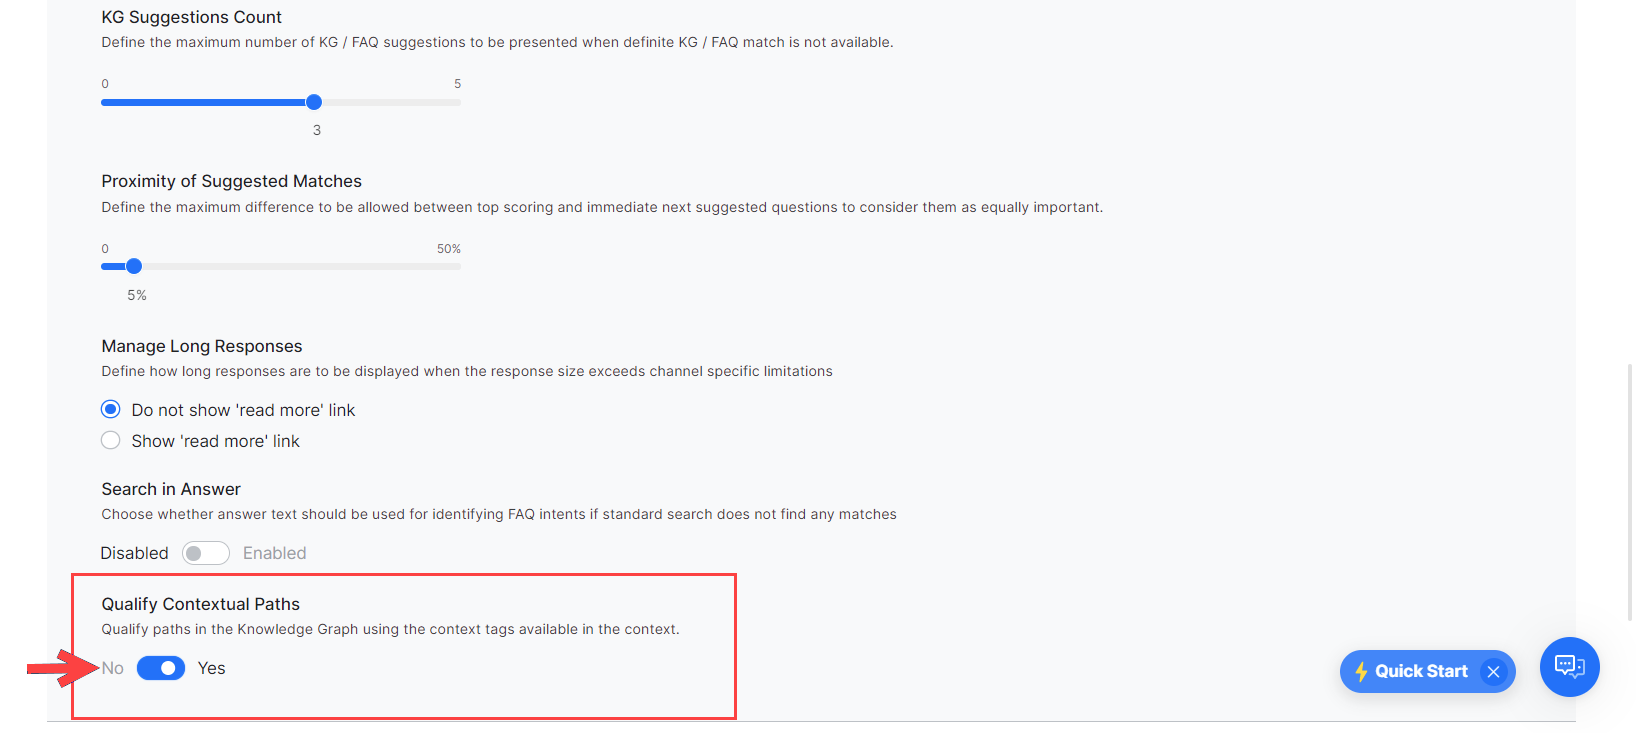 KG Suggestions Count
Define the maximum number of KG / FAQ suggestions to be presented when definite KG / FAQ match is not available.
0 5
3
Proximity of Suggested Matches
Define the maximum difference to be allowed between top scoring and immediate next suggested questions to consider them as equally important.
0 50%
5%
Manage Long Responses
Define how long responses are to be displayed when the response size exceeds channel specific limitations
Do not show 'read more' link
Show 'read more' link
Search in Answer
Choose whether answer text should be used for identifying FAQ intents if standard search does not find any matches
Disabled Enabled
Qualify Contextual Paths
Qualify paths in the Knowledge Graph using the context tags available in the context.
No Yes
Quick Start